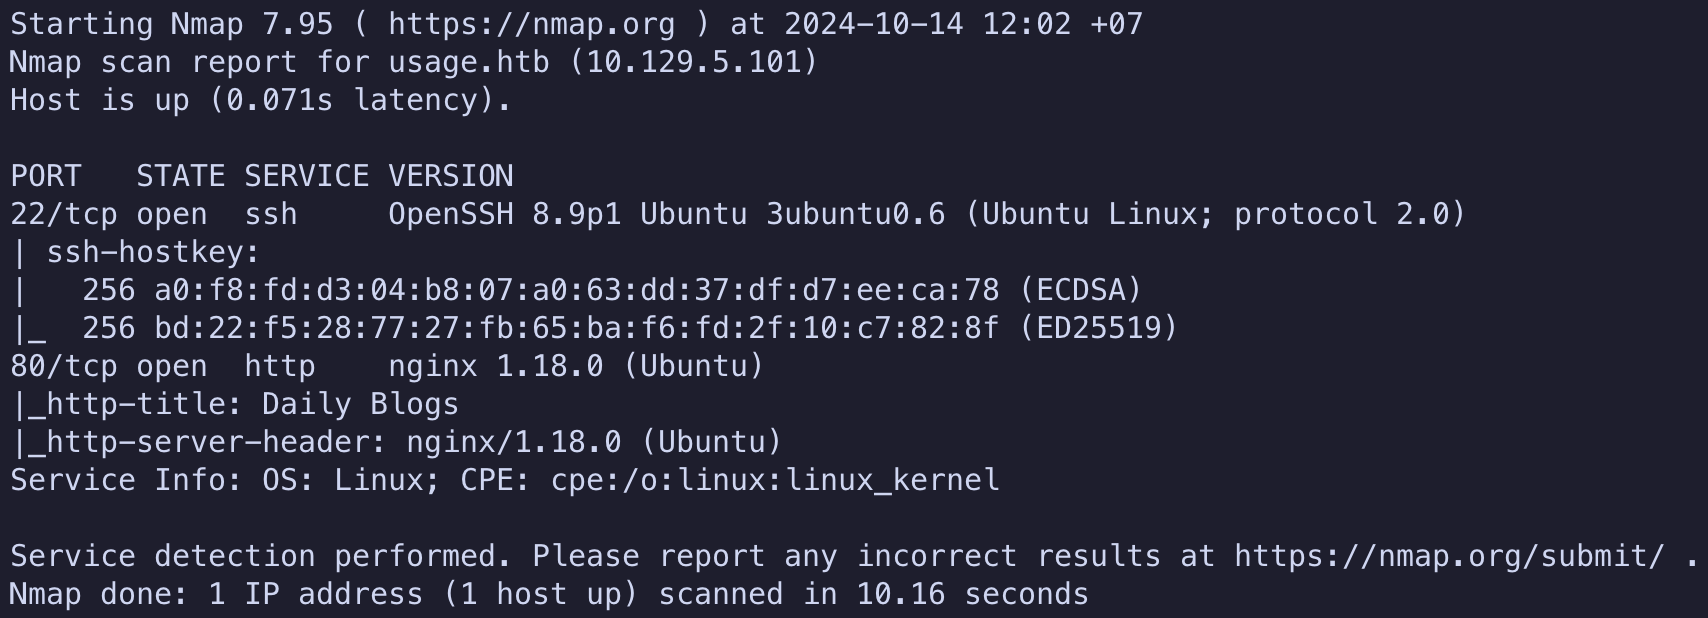 Starting Nmap 7.95 ( https://nmap.org ) at 2024-10-14 12:02 +07
Nmap scan report for usage.htb (10.129.5.101)
Host is up (0.071s latency).

PORT   STATE SERVICE VERSION
22/tcp open  ssh     OpenSSH 8.9p1 Ubuntu 3ubuntu0.6 (Ubuntu Linux; protocol 2.0)
| ssh-hostkey:
|   256 a0:f8:fd:d3:04:b8:07:a0:63:dd:37:df:d7:ee:ca:78 (ECDSA)
|_  256 bd:22:f5:28:77:27:fb:65:ba:f6:fd:2f:10:c7:82:8f (ED25519)
80/tcp open  http    nginx 1.18.0 (Ubuntu)
|_http-title: Daily Blogs
|_http-server-header: nginx/1.18.0 (Ubuntu)
Service Info: OS: Linux; CPE: cpe:/o:linux:linux_kernel

Service detection performed. Please report any incorrect results at https://nmap.org/submit/ .
Nmap done: 1 IP address (1 host up) scanned in 10.16 seconds